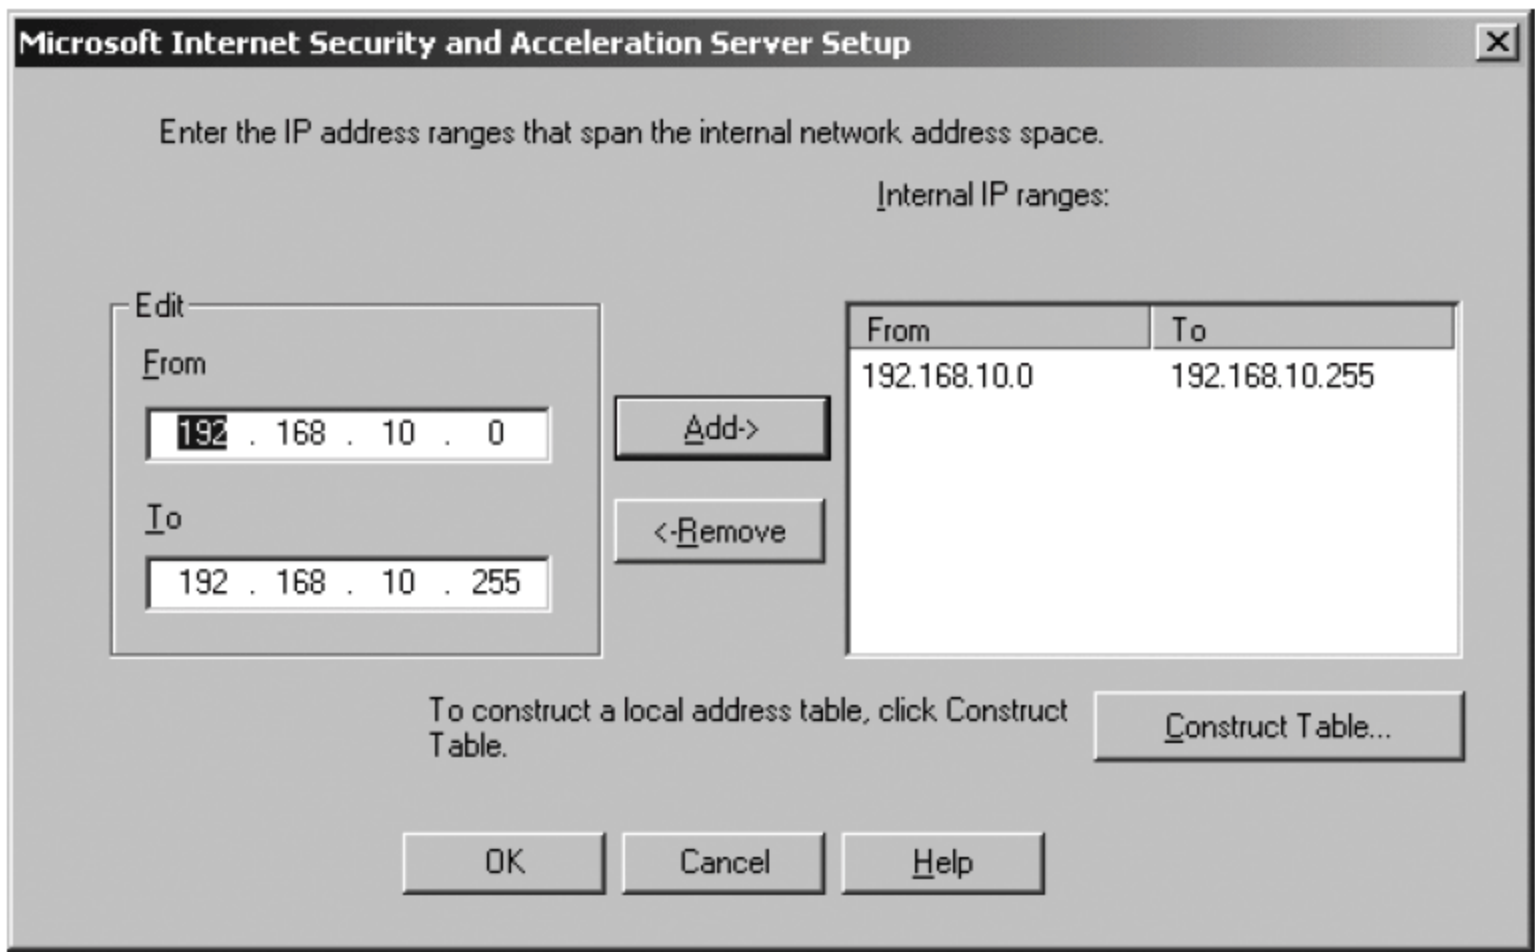 Microsoft Internet Security and Acceleration Server Setup
Enter the IP address ranges that span the internal network address space.
Internal IP ranges:
Edit
From
192 . 168 . 10 . 0
To
192 . 168 . 10 . 255
Add->
<-Remove
From To
192.168.10.0 192.168.10.255
To construct a local address table, click Construct
Table.
Construct Table...
OK Cancel Help